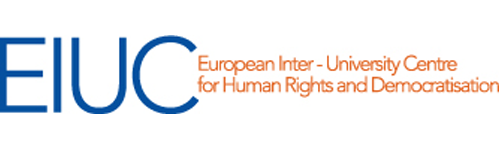 EIUC
European Inter - University Centre
for Human Rights and Democratisation